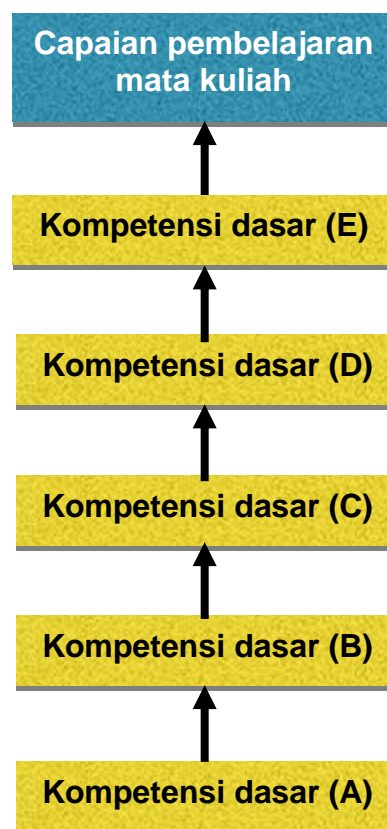 Capaian pembelajaran
mata kuliah
Kompetensi dasar (E)
Kompetensi dasar (D)
Kompetensi dasar (C)
Kompetensi dasar (B)
Kompetensi dasar (A)